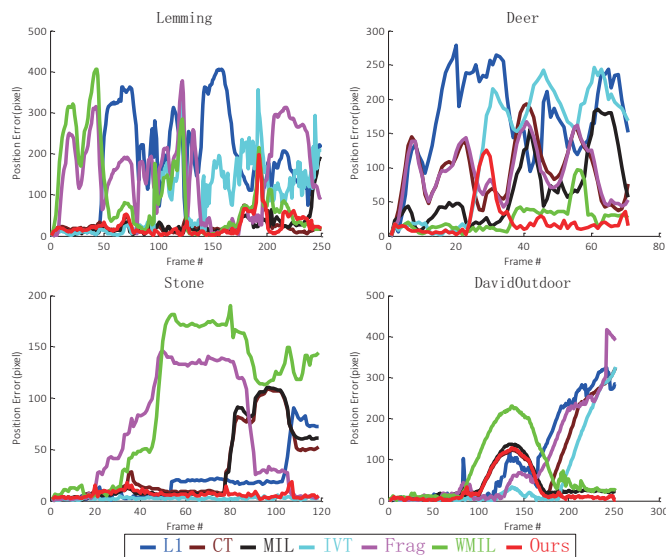 Lemming
Position Error(pixel)
500
400
300
200
100
0
0 50 100 150 200 250
Frame #
Deer
Position Error(pixel)
300
250
200
150
100
50
0
0 20 40 60 80
Frame #
Stone
Position Error(pixel)
200
150
100
50
0
0 20 40 60 80 100 120
Frame #
DavidOutdoor
Position Error(pixel)
500
400
300
200
100
0
0 50 100 150 200 250 300
Frame #
L1 CT MIL IVT Frag WMIL Ours